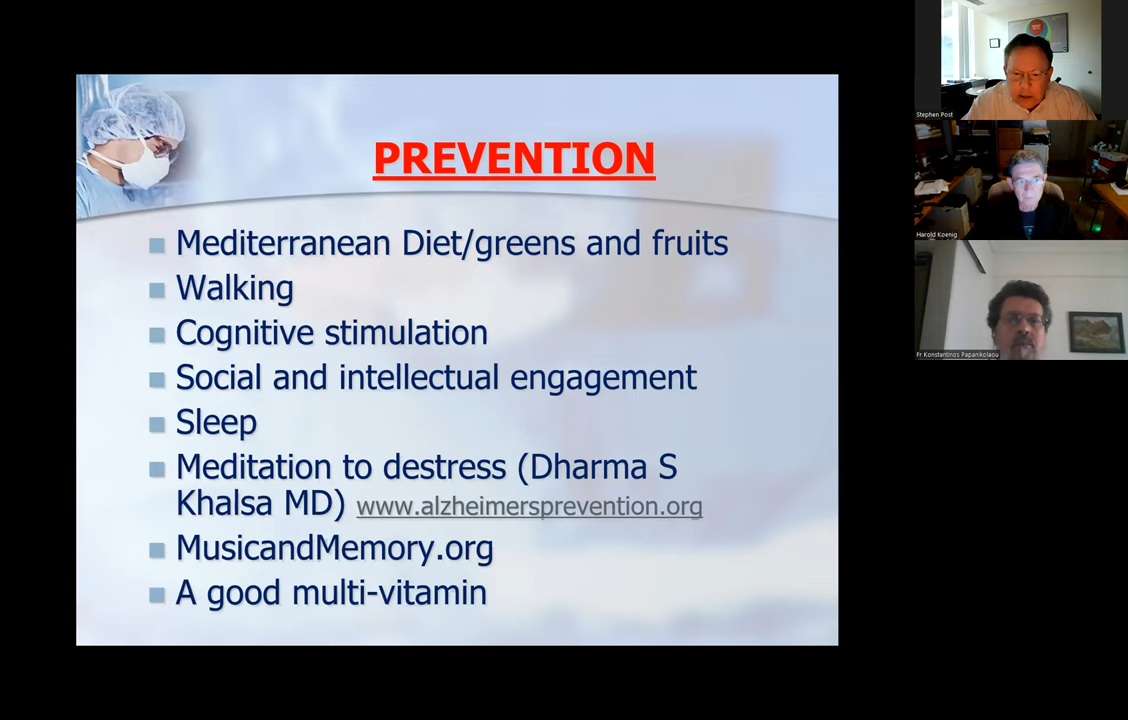 PREVENTION
Mediterranean Diet/greens and fruits
Walking
Cognitive stimulation
Social and intellectual engagement
Sleep
Meditation to destress (Dharma S
Khalsa MD) www.alzheimersprevention.org
MusicandMemory.org
A good multi-vitamin
Stephen Post
Harold Koenig
Fr Konstantinos Papanikolaou